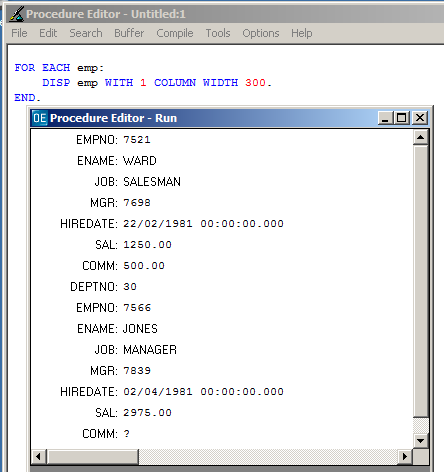 Procedure Editor - Untitled:1
File Edit Search Buffer Compile Tools Options Help
FOR EACH emp:
DISP emp WITH 1 COLUMN WIDTH 300.
END.
OE Procedure Editor - Run
EMPNO: 7521
ENAME: WARD
JOB: SALESMAN
MGR: 7698
HIREDATE: 22/02/1981 00:00:00.000
SAL: 1250.00
COMM: 500.00
DEPTNO: 30
EMPNO: 7566
ENAME: JONES
JOB: MANAGER
MGR: 7839
HIREDATE: 02/04/1981 00:00:00.000
SAL: 2975.00
COMM: ?